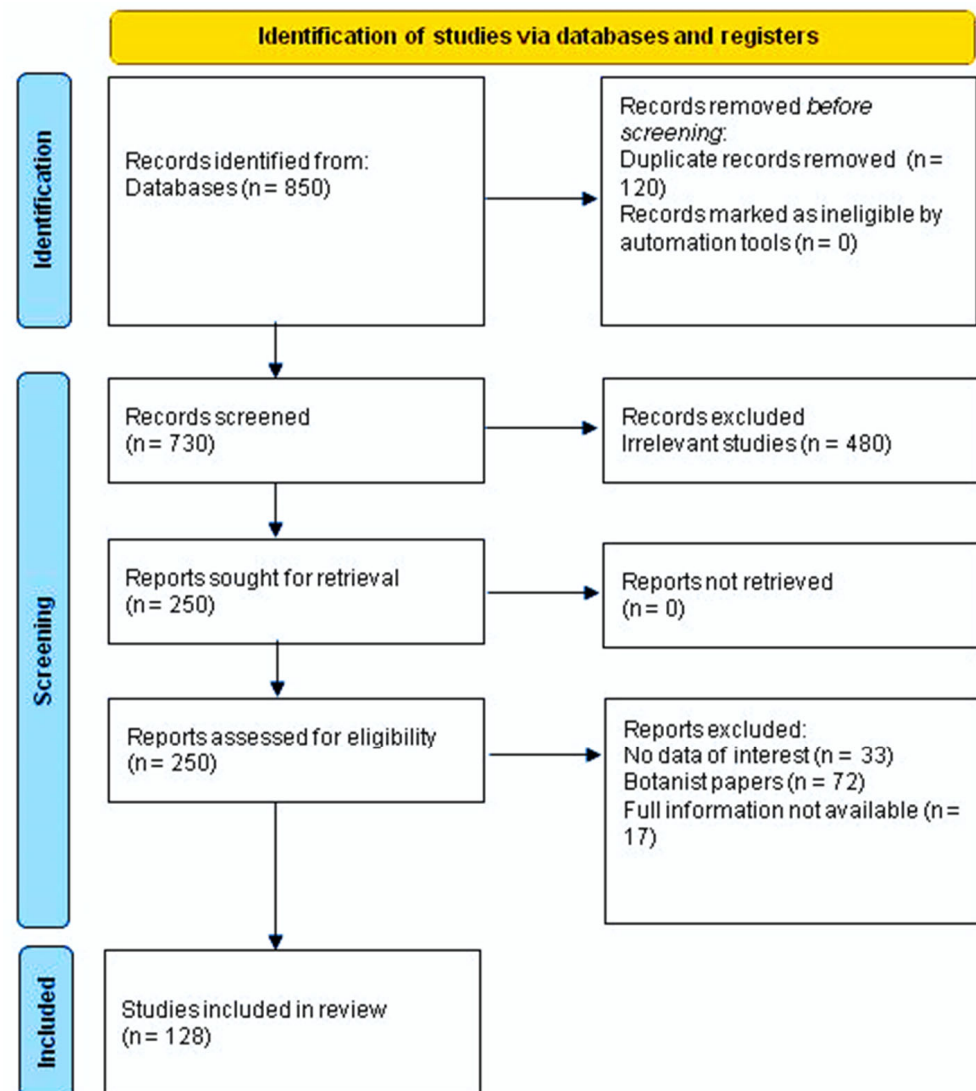 Identification of studies via databases and registers
Identification
Records identified from:
Databases (n = 850)
Records removed before
screening:
Duplicate records removed (n =
120)
Records marked as ineligible by
automation tools (n = 0)
Screening
Records screened
(n = 730)
Records excluded
Irrelevant studies (n = 480)
Reports sought for retrieval
(n = 250)
Reports not retrieved
(n = 0)
Reports assessed for eligibility
(n = 250)
Reports excluded:
No data of interest (n = 33)
Botanist papers (n = 72)
Full information not available (n =
17)
Included
Studies included in review
(n = 128)